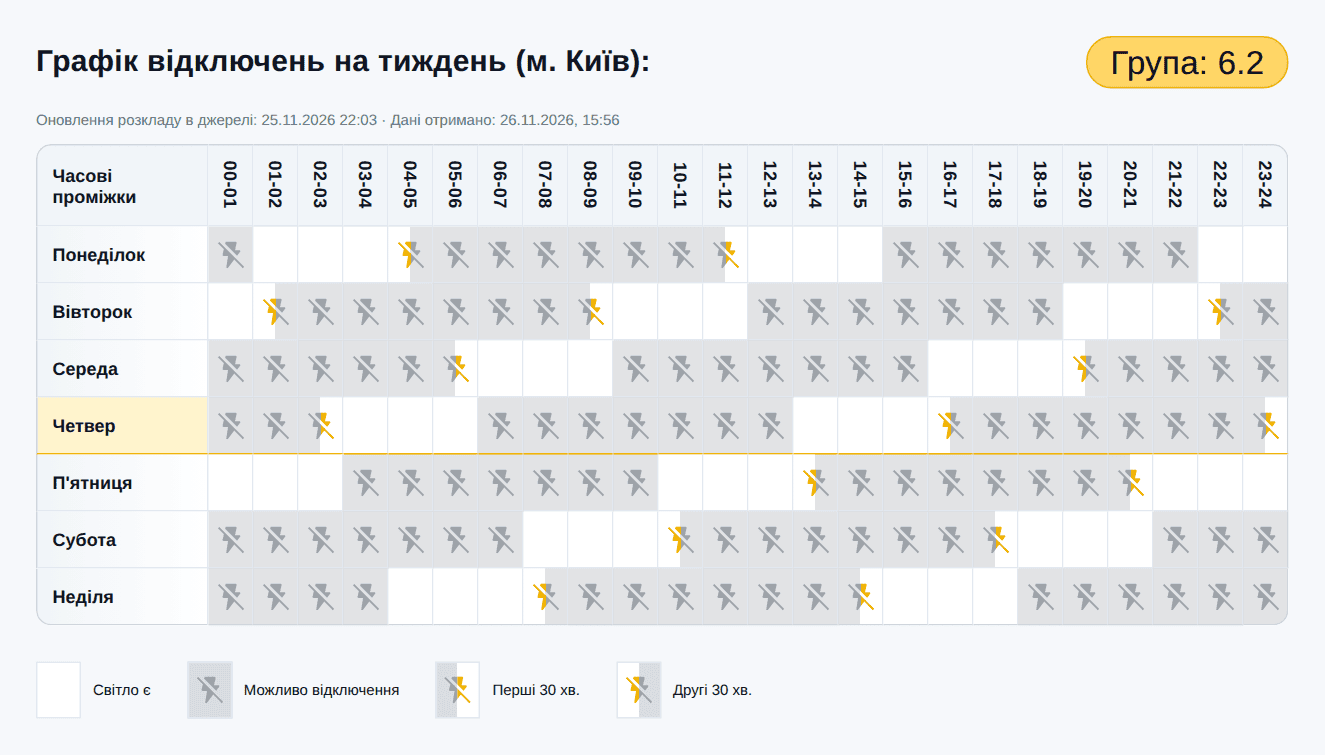 Графік відключень на тиждень (м. Київ):
Група: 6.2
Оновлення розкладу в джерелі: 25.11.2026 22:03 · Дані отримано: 26.11.2026, 15:56
Часові
проміжки
00-01
01-02
02-03
03-04
04-05
05-06
06-07
07-08
08-09
09-10
10-11
11-12
12-13
13-14
14-15
15-16
16-17
17-18
18-19
19-20
20-21
21-22
22-23
23-24
Понеділок
Вівторок
Середа
Четвер
П'ятниця
Субота
Неділя
Світло є
Можливо відключення
Перші 30 хв.
Другі 30 хв.